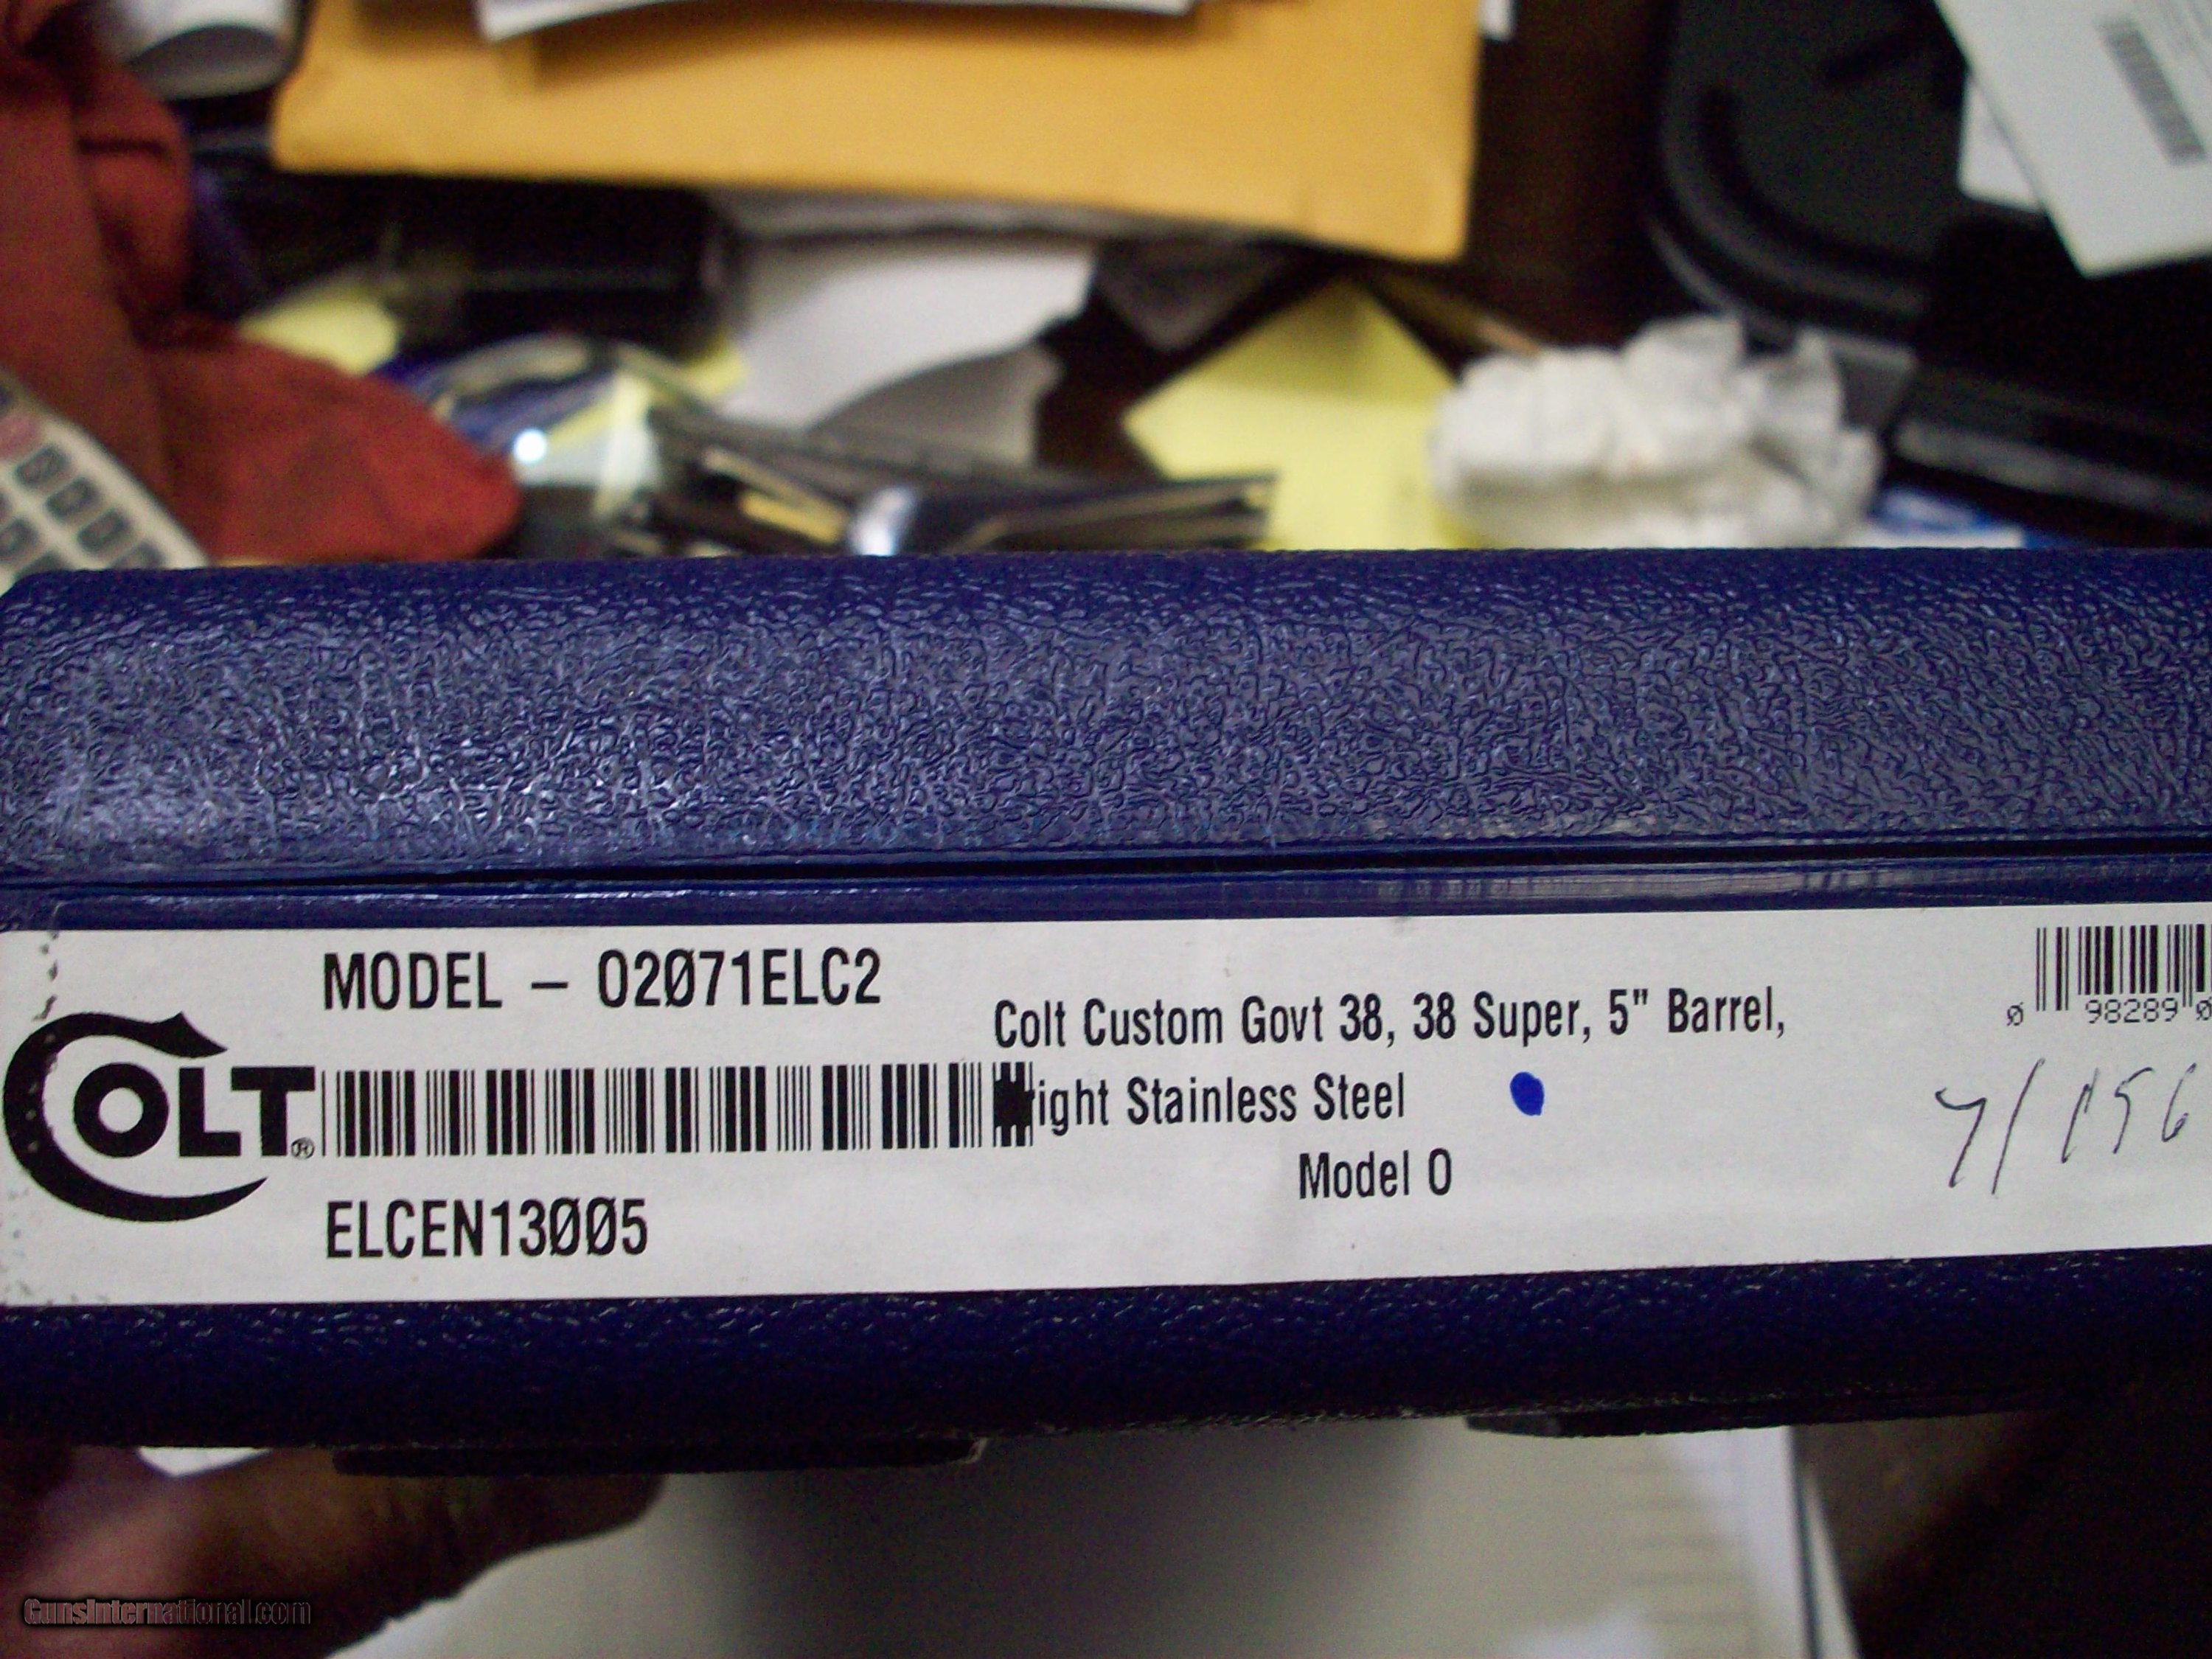 MODEL – O2Ø71ELC2
Colt Custom Govt 38, 38 Super, 5" Barrel,
ight Stainless Steel
Model O
COLT®
ELCEN13ØØ5
Ø 98289 Ø
GunsInternational.com